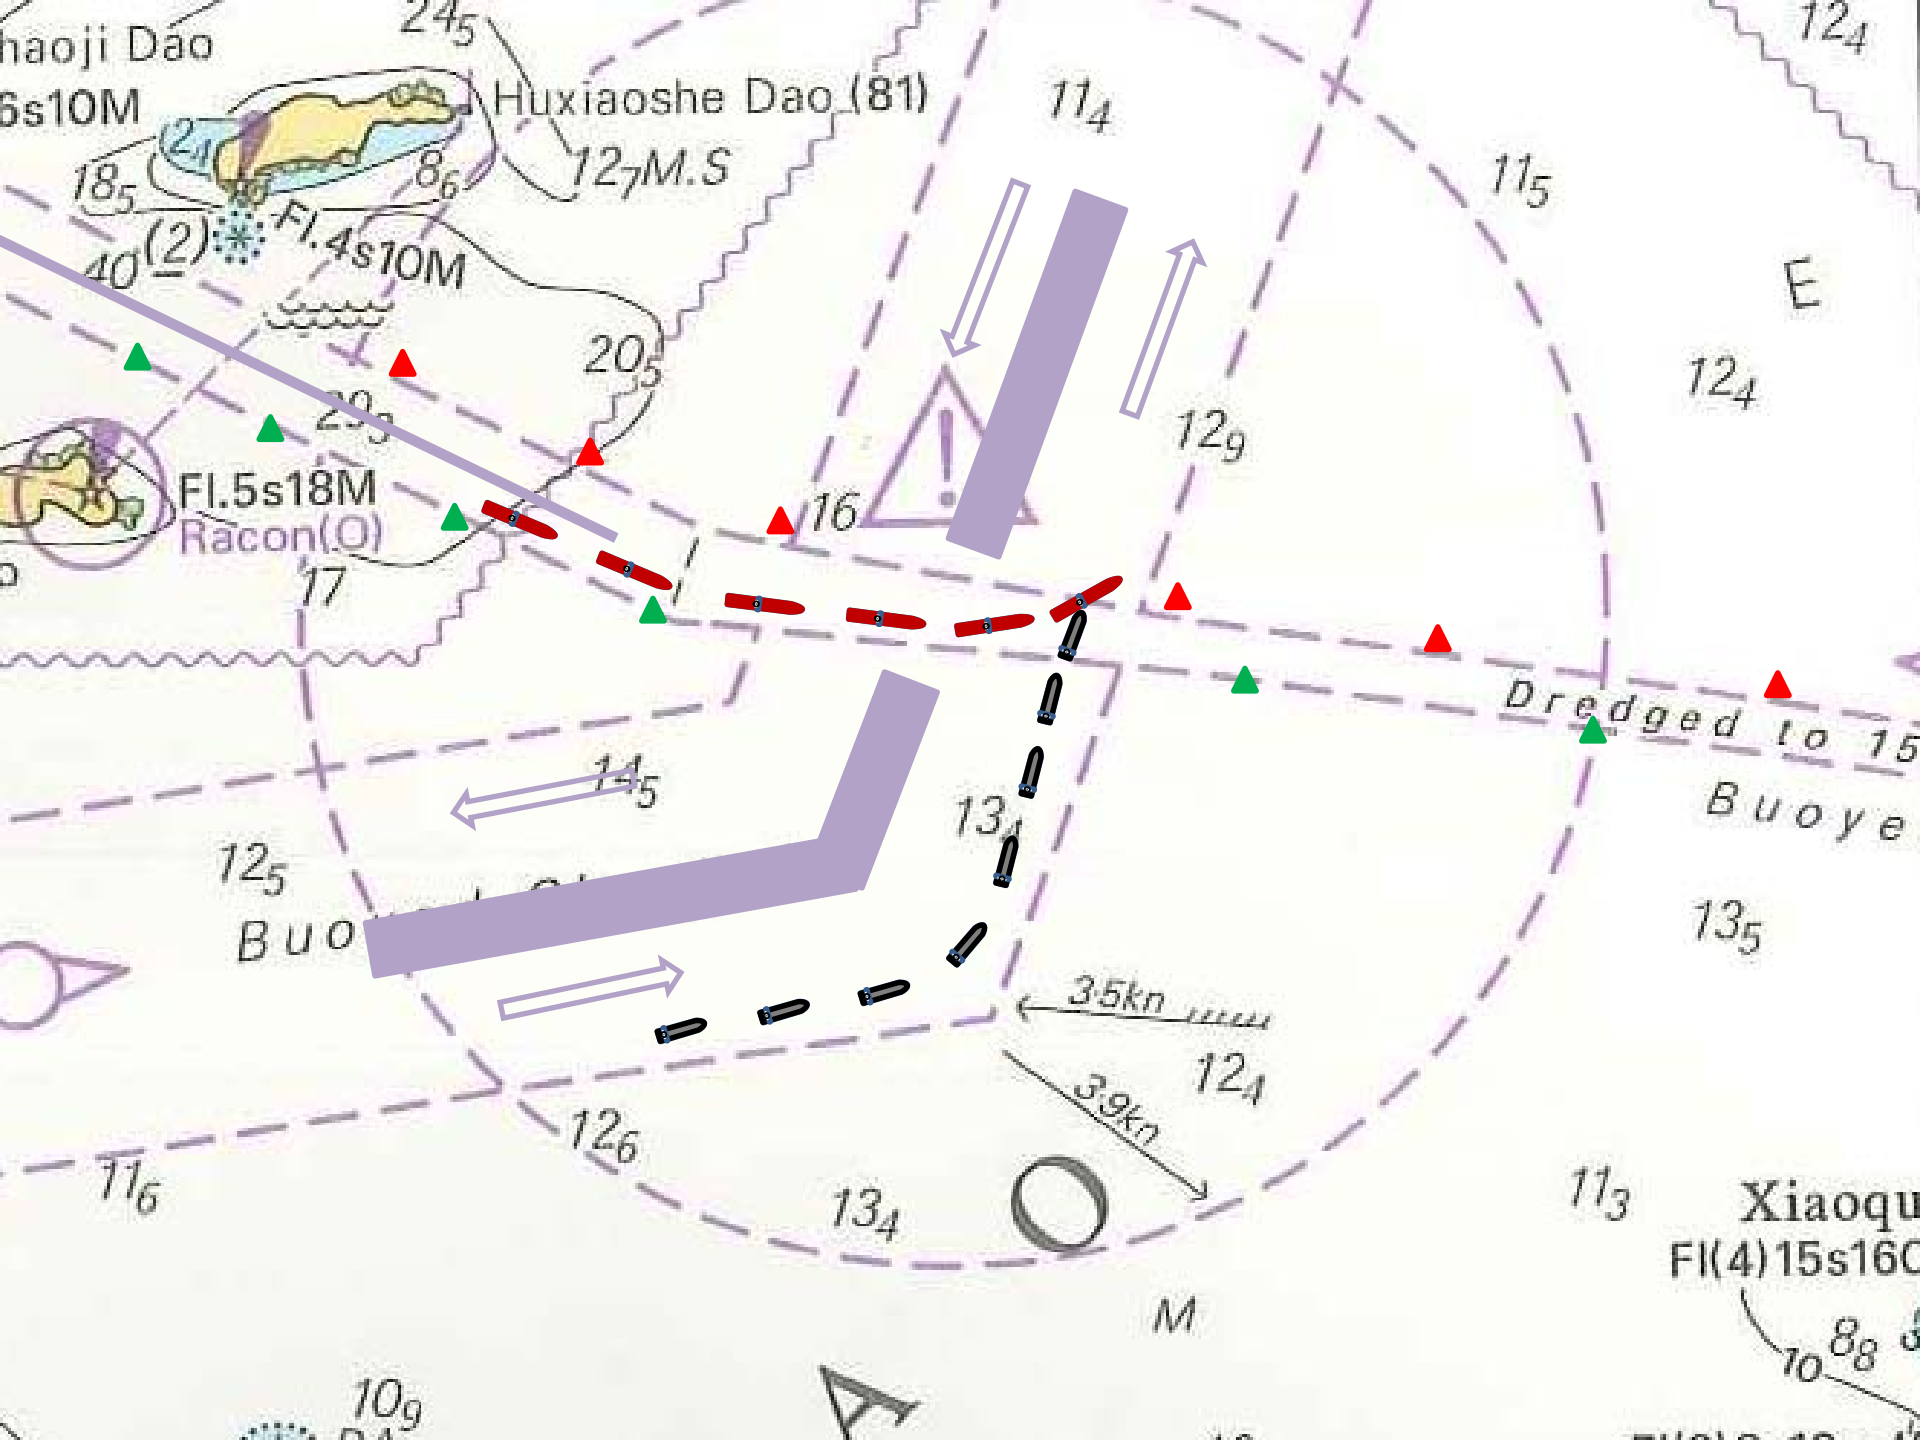 24₅
haoji Dao
12₄
6s10M
Huxiaoshe Dao (81)
11₄
2₄
12₇M.S
18₅
8₆
11₅
(2)
Fl.4s10M
40
E
20₅
12₄
29₃
12₉
Fl.5s18M
16
Racon(O)
17
Dredged to 15
14₅
Buoye
13₄
12₅
Buo
13₅
3·5kn
12₄
3·9kn
12₆
11₆
11₃
13₄
Xiaoqu
Fl(4)15s16
M
8₈
10
10₉
A